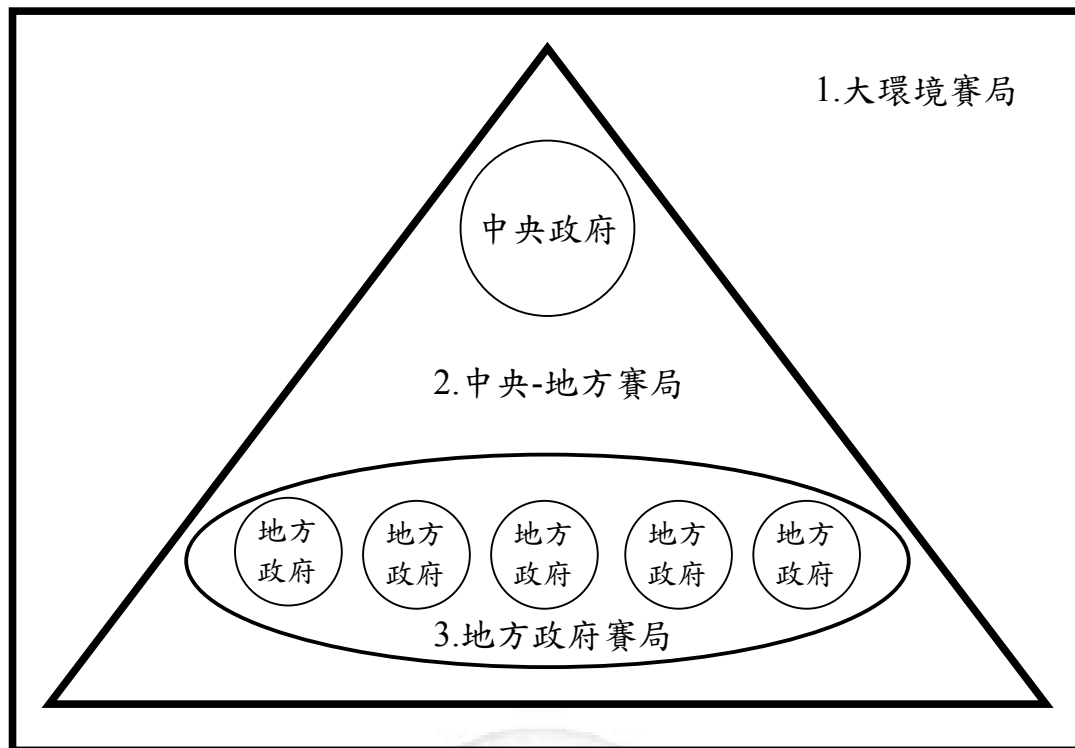 1.大環境賽局
中央政府
2.中央-地方賽局
地方
政府
地方
政府
地方
政府
地方
政府
地方
政府
3.地方政府賽局